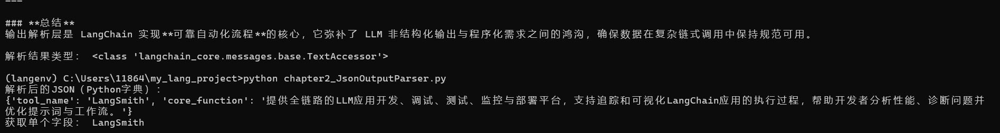 ---
### **总结**
输出解析层是 LangChain 实现**可靠自动化流程**的核心，它弥补了 LLM 非结构化输出与程序化需求之间的鸿沟，确保数据在复杂链式调用中保持规范可用。
解析结果类型： <class 'langchain_core.messages.base.TextAccessor'>
(langenv) C:\Users\11864\my_lang_project>python chapter2_JsonOutputParser.py
解析后的JSON（Python字典）：
{'tool_name': 'LangSmith', 'core_function': '提供全链路的LLM应用开发、调试、测试、监控与部署平台，支持追踪和可视化LangChain应用的执行过程，帮助开发者分析性能、诊断问题并
优化提示词与工作流。'}
获取单个字段： LangSmith